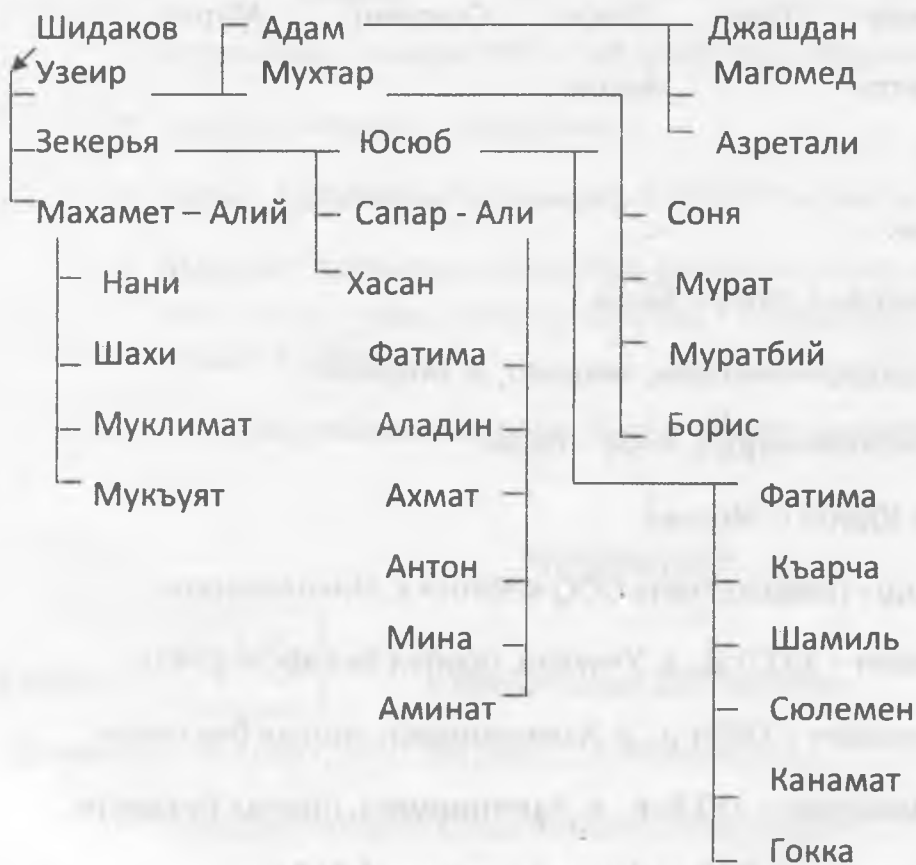 Шидаков Адам Джашдан
Узеир Мухтар Магомед
Зекерья Юсюб Азретали
Махамет – Алий Сапар - Али Соня
Нани Хасан Мурат
Шахи Фатима Муратбий
Муклимат Аладин Борис
Мукъуят Ахмат Фатима
Антон Къарча
Мина Шамиль
Аминат Сюлемен
Канамат
Гокка